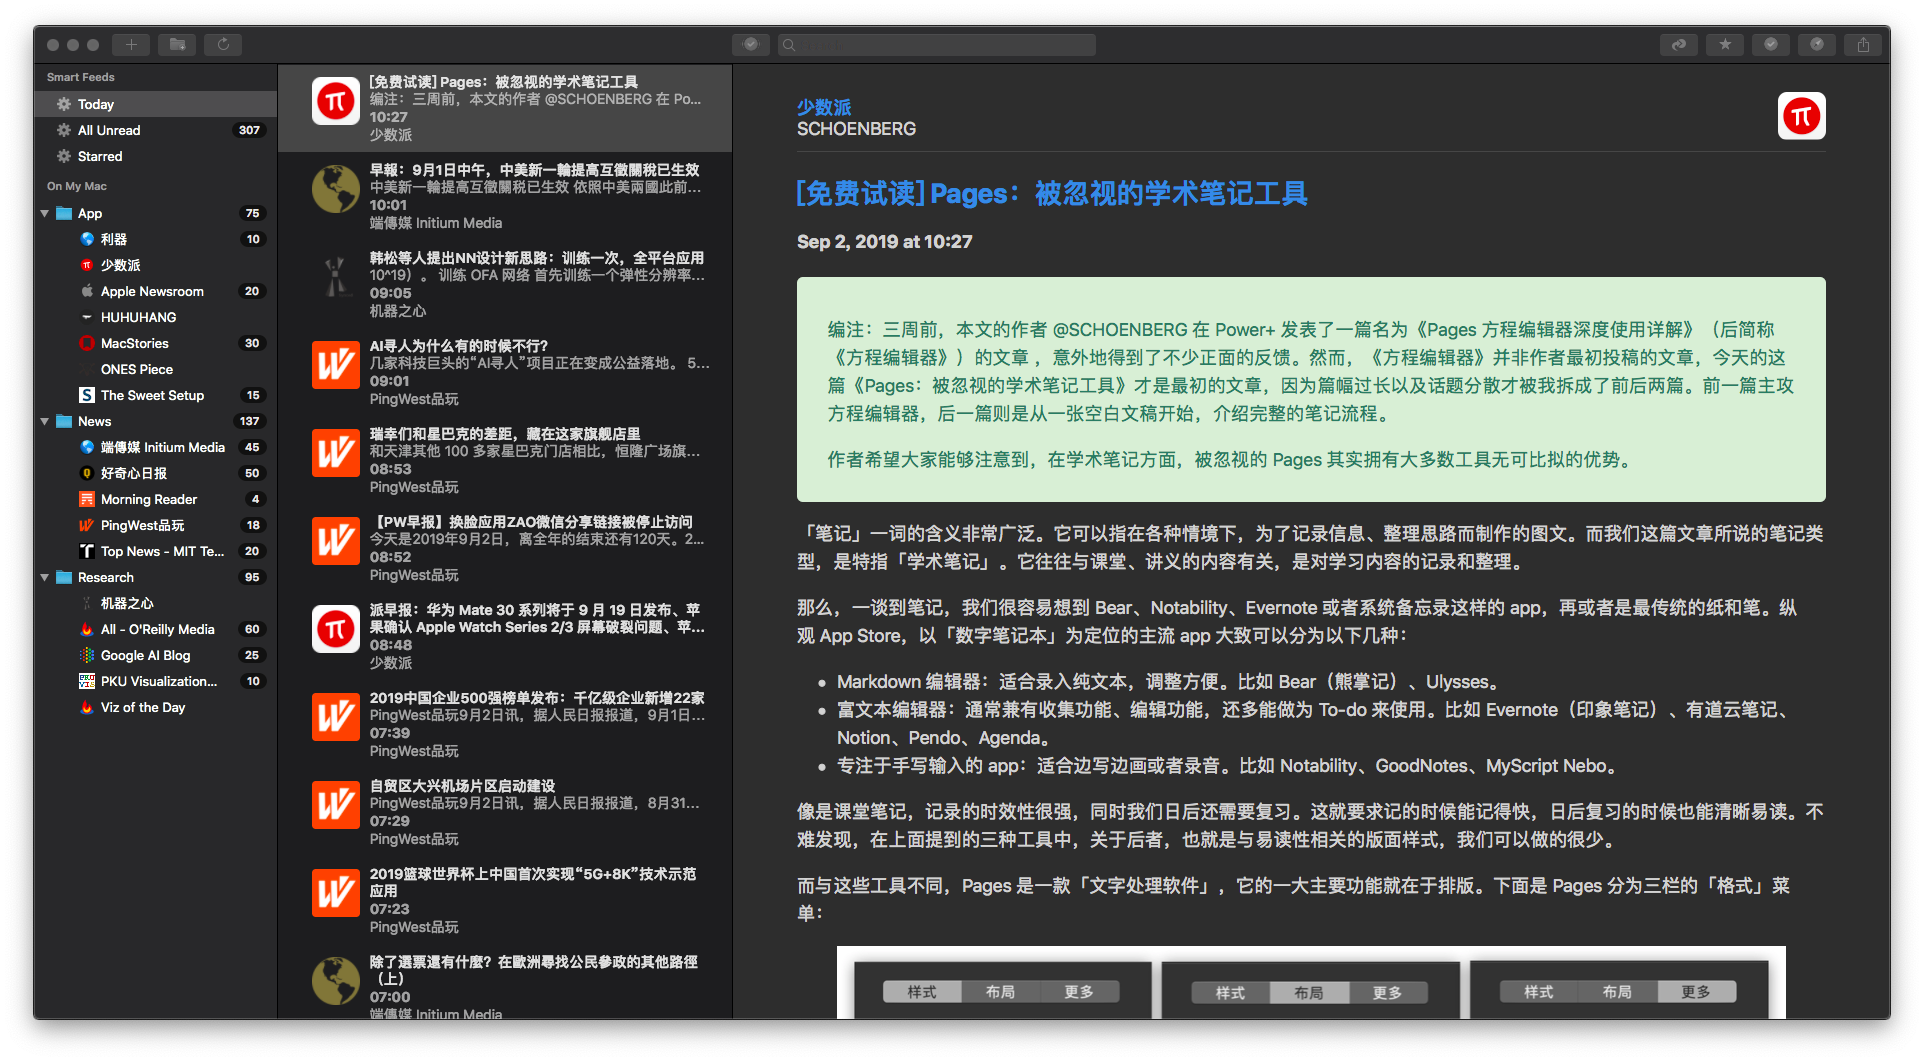 Smart Feeds
Today
All Unread 307
Starred
On My Mac
App 75
利器 10
少数派
Apple Newsroom 20
HUHUHANG
MacStories 30
ONES Piece
The Sweet Setup 15
News 137
端傳媒 Initium Media 45
好奇心日报 50
Morning Reader 4
PingWest品玩 18
Top News - MIT Te... 20
Research 95
机器之心
All - O'Reilly Media 60
Google AI Blog 25
PKU Visualization... 10
Viz of the Day
[免费试读] Pages：被忽视的学术笔记工具
编注：三周前，本文的作者 @SCHOENBERG 在 Po...
10:27
少数派
早報：9月1日中午，中美新一輪提高互徵關稅已生效
中美新一輪提高互徵關稅已生效 依照中美兩國此前...
10:01
端傳媒 Initium Media
韩松等人提出NN设计新思路：训练一次，全平台应用
10^19）。 训练 OFA 网络 首先训练一个弹性分辨率...
09:05
机器之心
AI寻人为什么有的时候不行？
几家科技巨头的“AI寻人”项目正在变成公益落地。 5...
09:01
PingWest品玩
瑞幸们和星巴克的差距，藏在这家旗舰店里
和天津其他 100 多家星巴克门店相比，恒隆广场旗...
08:53
PingWest品玩
【PW早报】换脸应用ZAO微信分享链接被停止访问
今天是2019年9月2日，离全年的结束还有120天。2...
08:52
PingWest品玩
派早报：华为 Mate 30 系列将于 9 月 19 日发布、苹
果确认 Apple Watch Series 2/3 屏幕破裂问题、苹...
08:48
少数派
2019中国企业500强榜单发布：千亿级企业新增22家
PingWest品玩9月2日讯，据人民日报报道，9月1日...
07:39
PingWest品玩
自贸区大兴机场片区启动建设
PingWest品玩9月2日讯，据人民日报报道，8月31...
07:29
PingWest品玩
2019篮球世界杯上中国首次实现“5G+8K”技术示范
应用
07:23
PingWest品玩
除了選票還有什麼？在歐洲尋找公民參政的其他路徑
（上）
07:00
端傳媒 Initium Media
少数派
SCHOENBERG
[免费试读] Pages：被忽视的学术笔记工具
Sep 2, 2019 at 10:27
编注：三周前，本文的作者 @SCHOENBERG 在 Power+ 发表了一篇名为《Pages 方程编辑器深度使用详解》（后简称
《方程编辑器》）的文章 ，意外地得到了不少正面的反馈。然而，《方程编辑器》并非作者最初投稿的文章，今天的这
篇《Pages：被忽视的学术笔记工具》才是最初的文章，因为篇幅过长以及话题分散才被我拆成了前后两篇。前一篇主攻
方程编辑器，后一篇则是从一张空白文稿开始，介绍完整的笔记流程。
作者希望大家能够注意到，在学术笔记方面，被忽视的 Pages 其实拥有大多数工具无可比拟的优势。
「笔记」一词的含义非常广泛。它可以指在各种情境下，为了记录信息、整理思路而制作的图文。而我们这篇文章所说的笔记类
型，是特指「学术笔记」。它往往与课堂、讲义的内容有关，是对学习内容的记录和整理。
那么，一谈到笔记，我们很容易想到 Bear、Notability、Evernote 或者系统备忘录这样的 app，再或者是最传统的纸和笔。纵
观 App Store，以「数字笔记本」为定位的主流 app 大致可以分为以下几种：
• Markdown 编辑器：适合录入纯文本，调整方便。比如 Bear（熊掌记）、Ulysses。
• 富文本编辑器：通常兼有收集功能、编辑功能，还多能做为 To-do 来使用。比如 Evernote（印象笔记）、有道云笔记、
Notion、Pendo、Agenda。
• 专注于手写输入的 app：适合边写边画或者录音。比如 Notability、GoodNotes、MyScript Nebo。
像是课堂笔记，记录的时效性很强，同时我们日后还需要复习。这就要求记的时候能记得快，日后复习的时候也能清晰易读。不
难发现，在上面提到的三种工具中，关于后者，也就是与易读性相关的版面样式，我们可以做的很少。
而与这些工具不同，Pages 是一款「文字处理软件」，它的一大主要功能就在于排版。下面是 Pages 分为三栏的「格式」菜
单：
样式 布局 更多 样式 布局 更多 样式 布局 更多